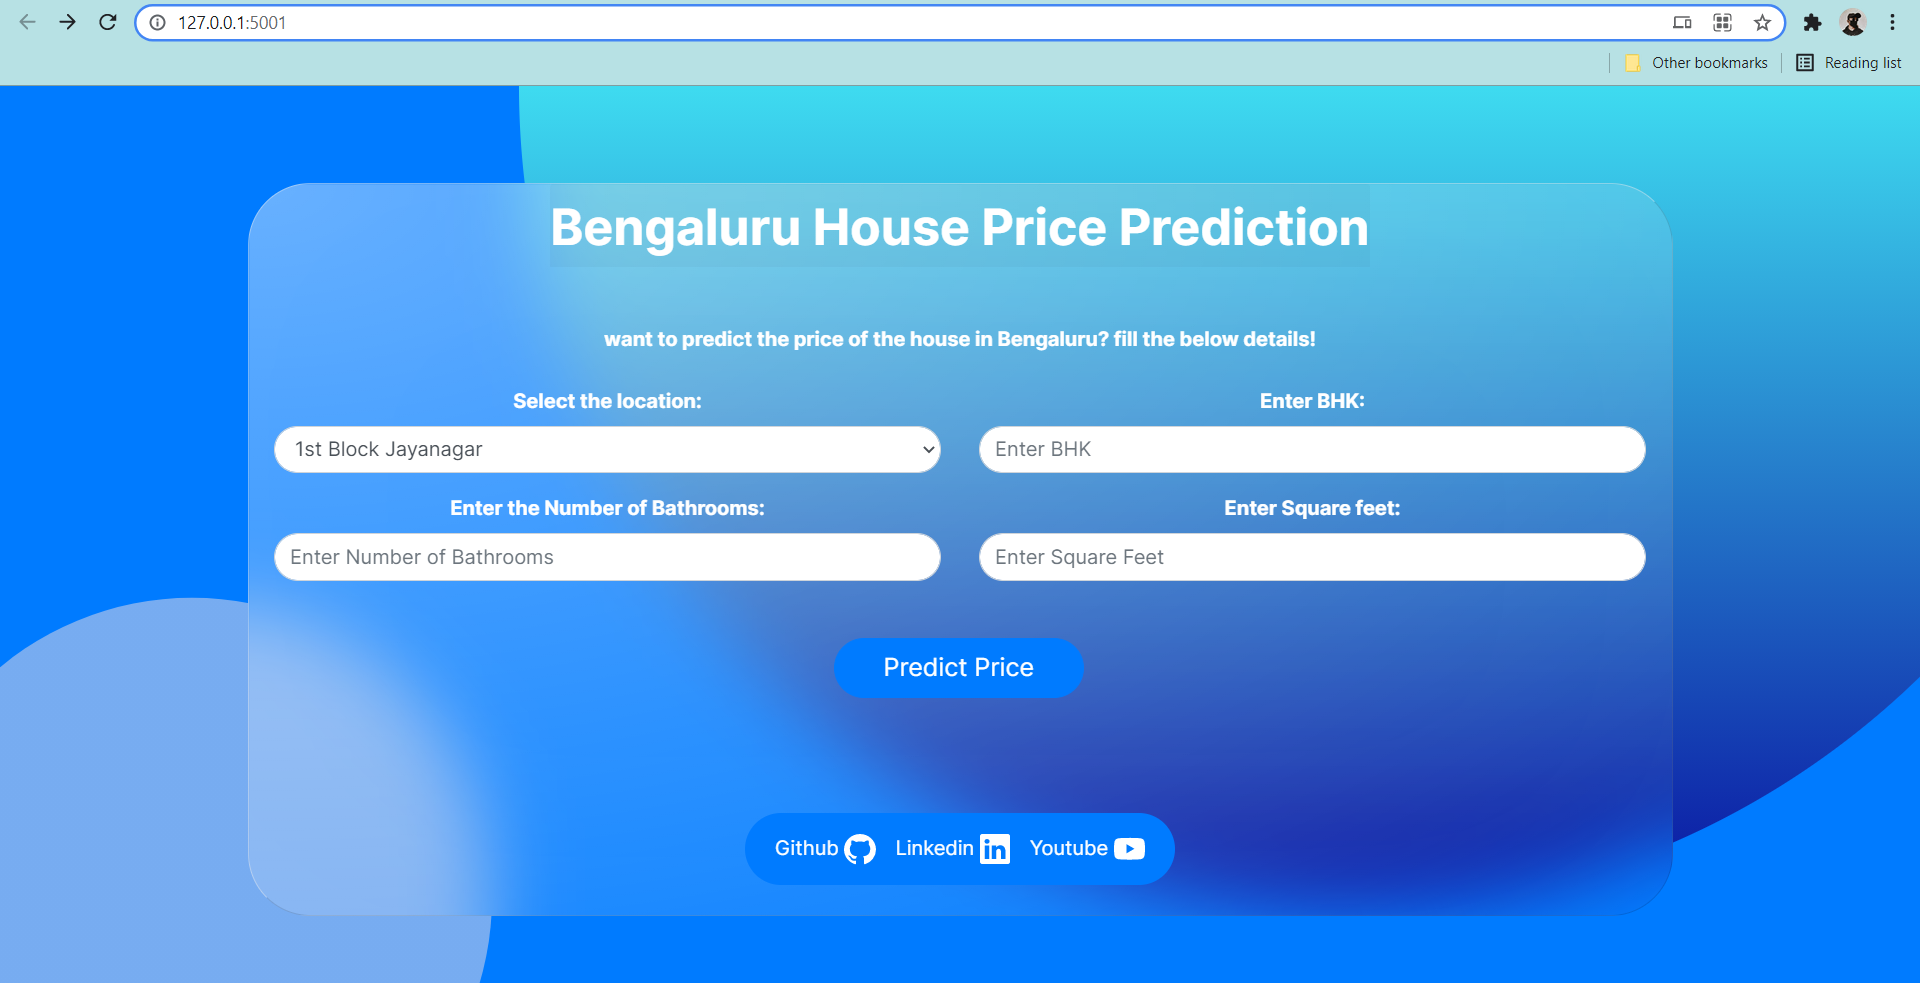 127.0.0.1:5001
Other bookmarks Reading list
Bengaluru House Price Prediction
want to predict the price of the house in Bengaluru? fill the below details!
Select the location: Enter BHK:
1st Block Jayanagar Enter BHK
Enter the Number of Bathrooms: Enter Square feet:
Enter Number of Bathrooms Enter Square Feet
Predict Price
Github Linkedin in Youtube